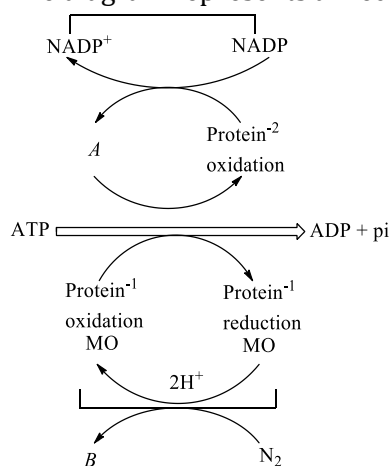 NADP⁺ NADP
A Protein⁻²
oxidation
ATP ADP + pi
Protein⁻¹ Protein⁻¹
oxidation reduction
MO MO
2H⁺
B N₂